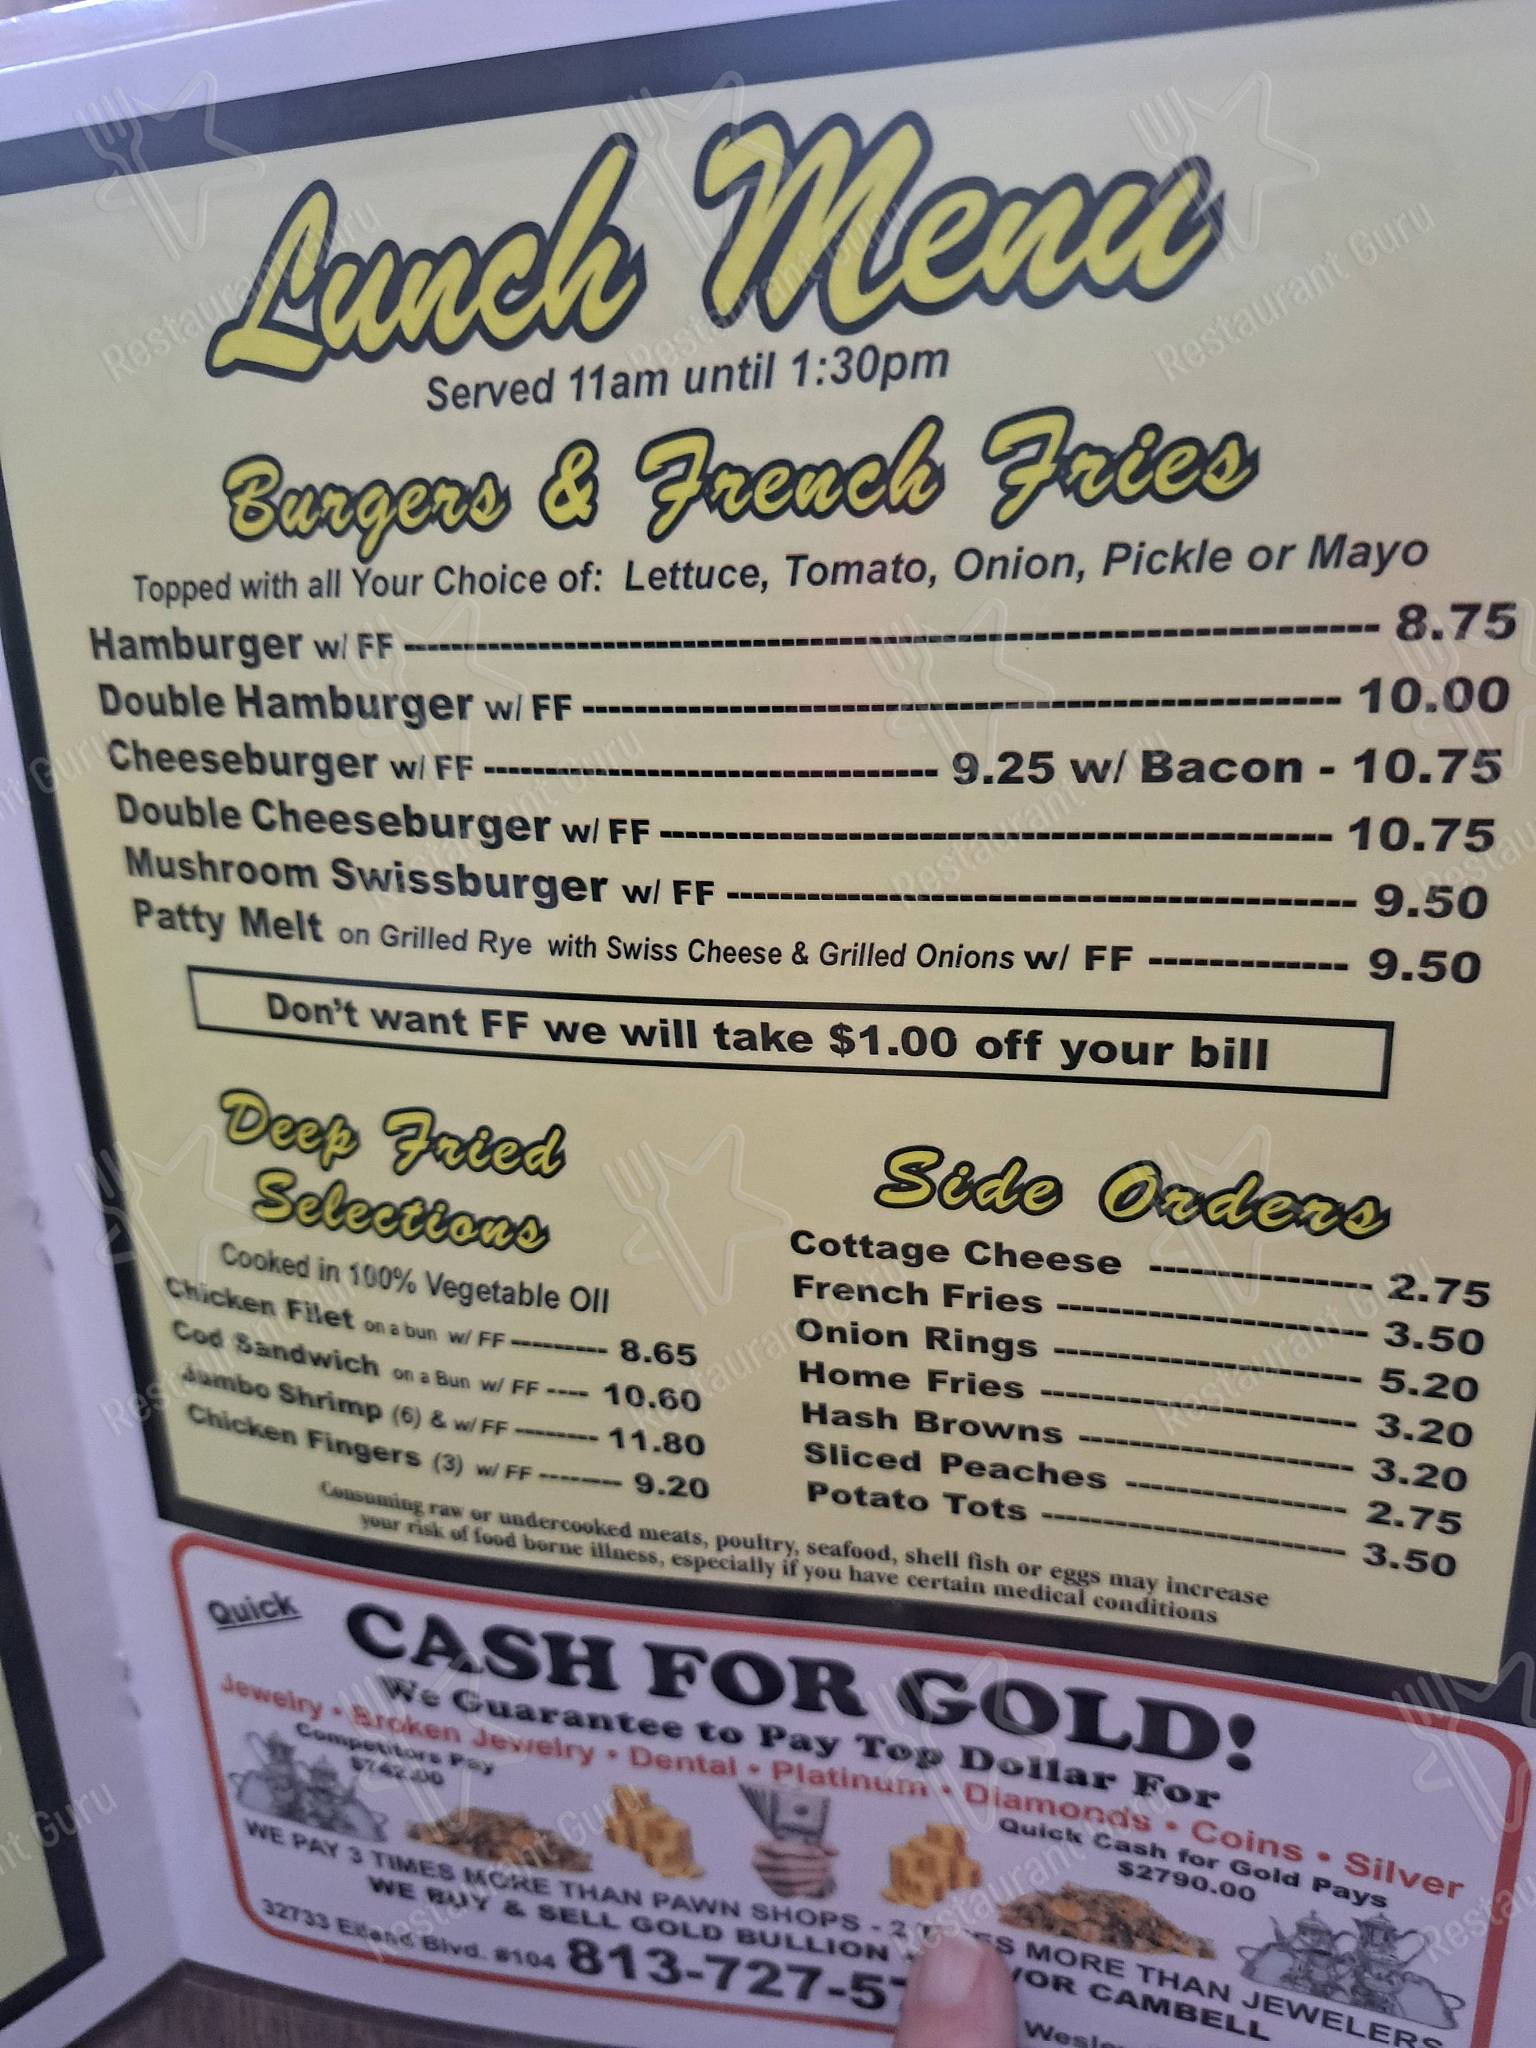 Lunch Menu
Served 11am until 1:30pm
Burgers & French Fries
Topped with all Your Choice of: Lettuce, Tomato, Onion, Pickle or Mayo
Hamburger w/ FF 8.75
Double Hamburger w/ FF 10.00
Cheeseburger w/ FF 9.25 w/ Bacon - 10.75
Double Cheeseburger w/ FF 10.75
Mushroom Swissburger w/ FF 9.50
Patty Melt on Grilled Rye with Swiss Cheese & Grilled Onions w/ FF 9.50
Don't want FF we will take $1.00 off your bill
Deep Fried
Selections
Cooked in 100% Vegetable OIl
Chicken Filet on a bun w/ FF 8.65
Cod Sandwich on a Bun w/ FF 10.60
Jumbo Shrimp (6) & w/ FF 11.80
Chicken Fingers (3) w/ FF 9.20
Side Orders
Cottage Cheese 2.75
French Fries 3.50
Onion Rings 5.20
Home Fries 3.20
Hash Browns 3.20
Sliced Peaches 2.75
Potato Tots 3.50
Consuming raw or undercooked meats, poultry, seafood, shell fish or eggs may increase
your risk of food borne illness, especially if you have certain medical conditions
Quick
CASH FOR GOLD!
We Guarantee to Pay Top Dollar For
Jewelry • Broken Jewelry • Dental • Platinum • Diamonds • Coins • Silver
Competitors Pay
$742.00
Quick Cash for Gold Pays
$2790.00
WE PAY 3 TIMES MORE THAN PAWN SHOPS - 2 MORE THAN JEWELERS
WE BUY & SELL GOLD BULLION CAMBELL
32733 Eiland Blvd. #104 813-727-5
Restaurant Guru